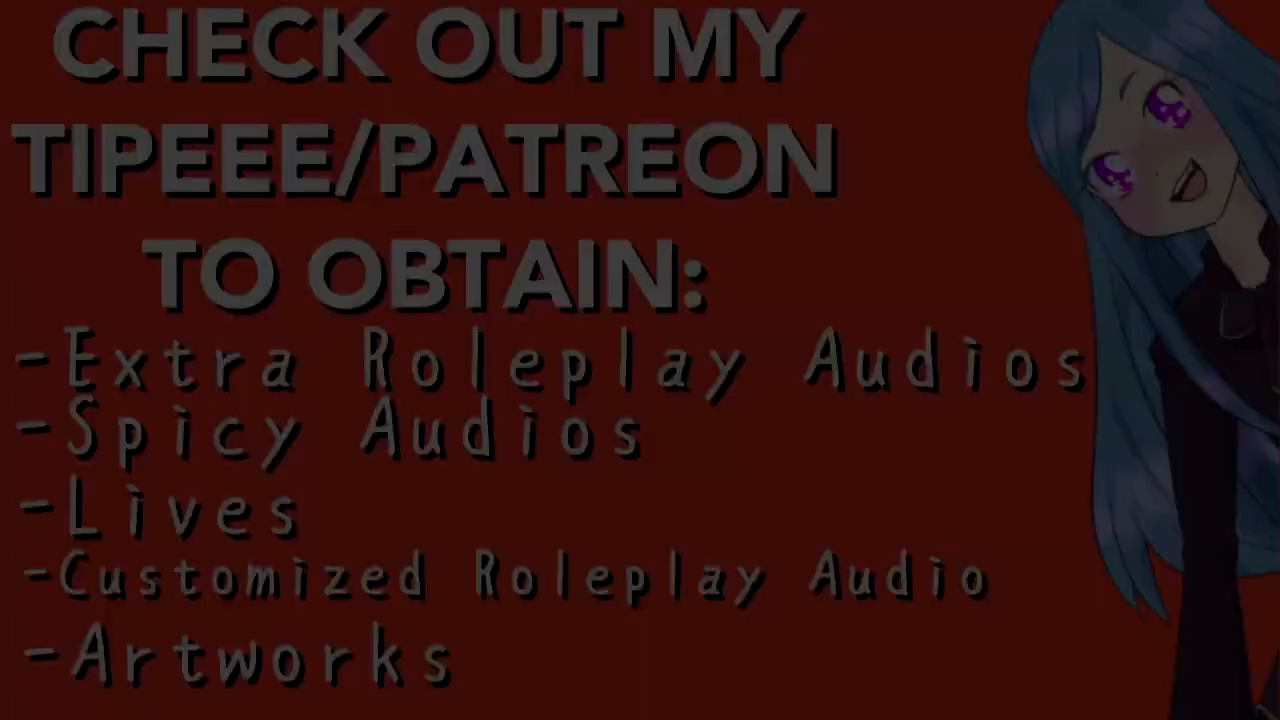 CHECK OUT MY
TIPEEE/PATREON
TO OBTAIN:
-Extra Roleplay Audios
-Spicy Audios
-Lives
-Customized Roleplay Audio
-Artworks